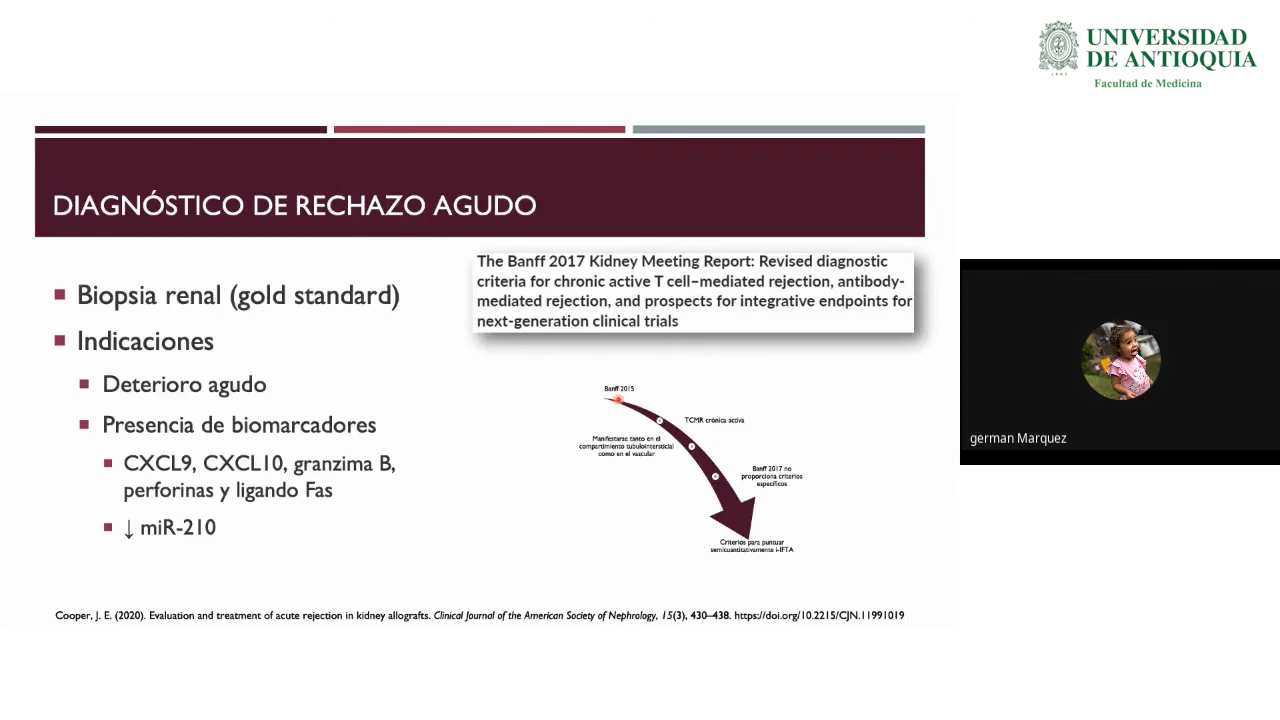 UNIVERSIDAD
DE ANTIOQUIA
1803
Facultad de Medicina
DIAGNÓSTICO DE RECHAZO AGUDO
Biopsia renal (gold standard)
Indicaciones
Deterioro agudo
Presencia de biomarcadores
CXCL9, CXCL10, granzima B,
perforinas y ligando Fas
↓ miR-210
The Banff 2017 Kidney Meeting Report: Revised diagnostic
criteria for chronic active T cell–mediated rejection, antibody-
mediated rejection, and prospects for integrative endpoints for
next-generation clinical trials
Banff 2015
TCMR crónica activa
Manifestarse tanto en el
compartimento tubulointersticial
como en el vascular
Banff 2017 no
proporciona criterios
específicos
Criterios para puntuar
semicuantitativamente i-IFTA
Cooper, J. E. (2020). Evaluation and treatment of acute rejection in kidney allografts. Clinical Journal of the American Society of Nephrology, 15(3), 430–438. https://doi.org/10.2215/CJN.11991019
german Marquez